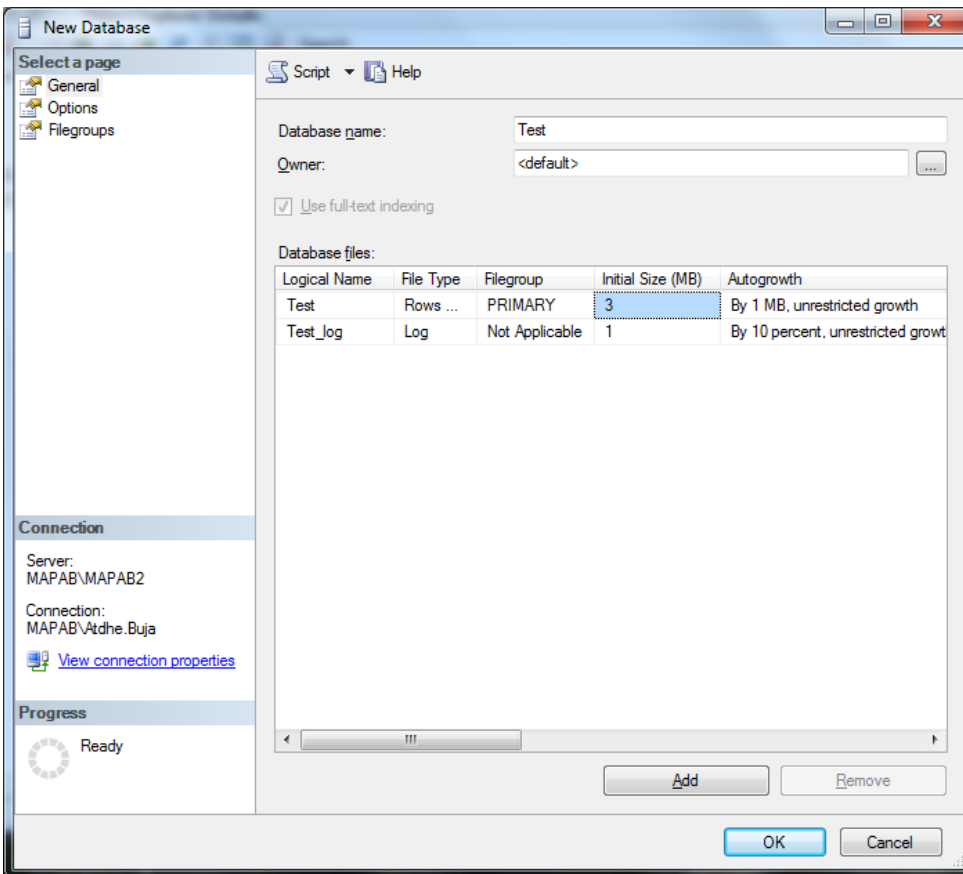 New Database
Select a page
General
Options
Filegroups
Script Help
Database name: Test
Owner: <default> ...
Use full-text indexing
Database files:
Logical Name File Type Filegroup Initial Size (MB) Autogrowth
Test Rows ... PRIMARY 3 By 1 MB, unrestricted growth
Test_log Log Not Applicable 1 By 10 percent, unrestricted growt
Connection
Server:
MAPAB\MAPAB2
Connection:
MAPAB\Atdhe.Buja
View connection properties
Progress
Ready
Add Remove
OK Cancel